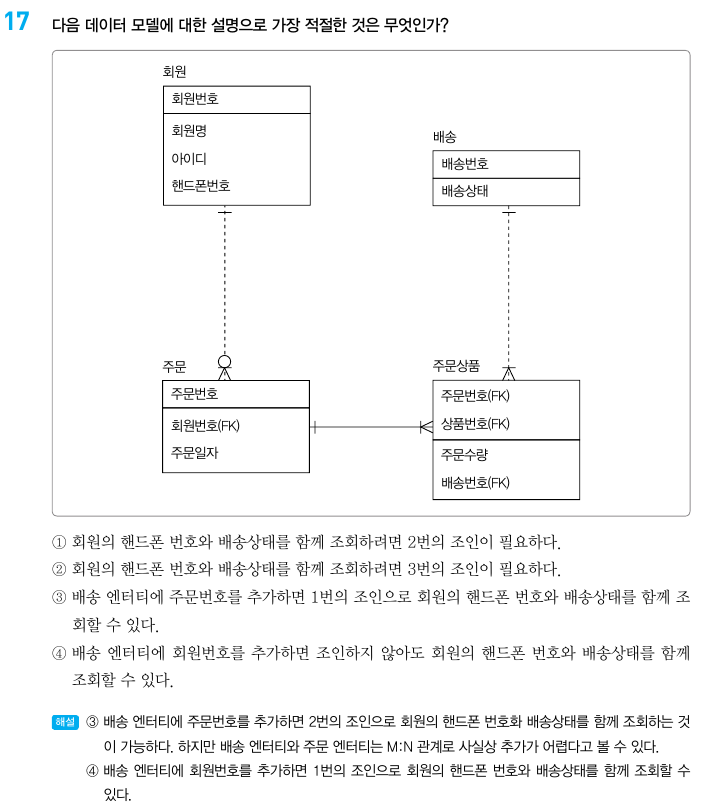 17 다음 데이터 모델에 대한 설명으로 가장 적절한 것은 무엇인가?
회원
회원번호
회원명
아이디
핸드폰번호
배송
배송번호
배송상태
주문
주문번호
회원번호(FK)
주문일자
주문상품
주문번호(FK)
상품번호(FK)
주문수량
배송번호(FK)
① 회원의 핸드폰 번호와 배송상태를 함께 조회하려면 2번의 조인이 필요하다.
② 회원의 핸드폰 번호와 배송상태를 함께 조회하려면 3번의 조인이 필요하다.
③ 배송 엔터티에 주문번호를 추가하면 1번의 조인으로 회원의 핸드폰 번호와 배송상태를 함께 조
회할 수 있다.
④ 배송 엔터티에 회원번호를 추가하면 조인하지 않아도 회원의 핸드폰 번호와 배송상태를 함께
조회할 수 있다.
해설 ③ 배송 엔터티에 주문번호를 추가하면 2번의 조인으로 회원의 핸드폰 번호화 배송상태를 함께 조회하는 것
이 가능하다. 하지만 배송 엔터티와 주문 엔터티는 M:N 관계로 사실상 추가가 어렵다고 볼 수 있다.
④ 배송 엔터티에 회원번호를 추가하면 1번의 조인으로 회원의 핸드폰 번호와 배송상태를 함께 조회할 수
있다.